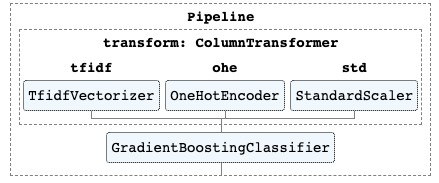 Pipeline
transform: ColumnTransformer
tfidf ohe std
TfidfVectorizer OneHotEncoder StandardScaler
GradientBoostingClassifier